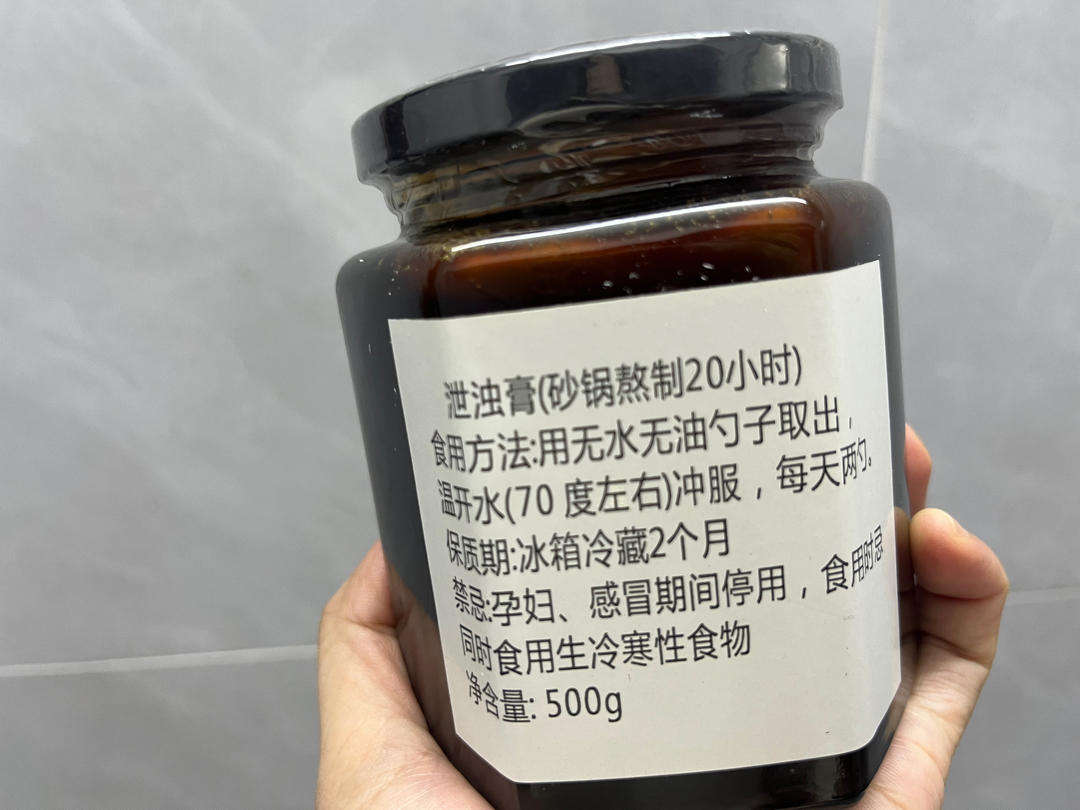 泄浊膏(砂锅熬制20小时)
食用方法:用无水无油勺子取出，
温开水(70 度左右)冲服，每天两勺。
保质期:冰箱冷藏2个月
禁忌:孕妇、感冒期间停用，食用时忌
同时食用生冷寒性食物
净含量: 500g